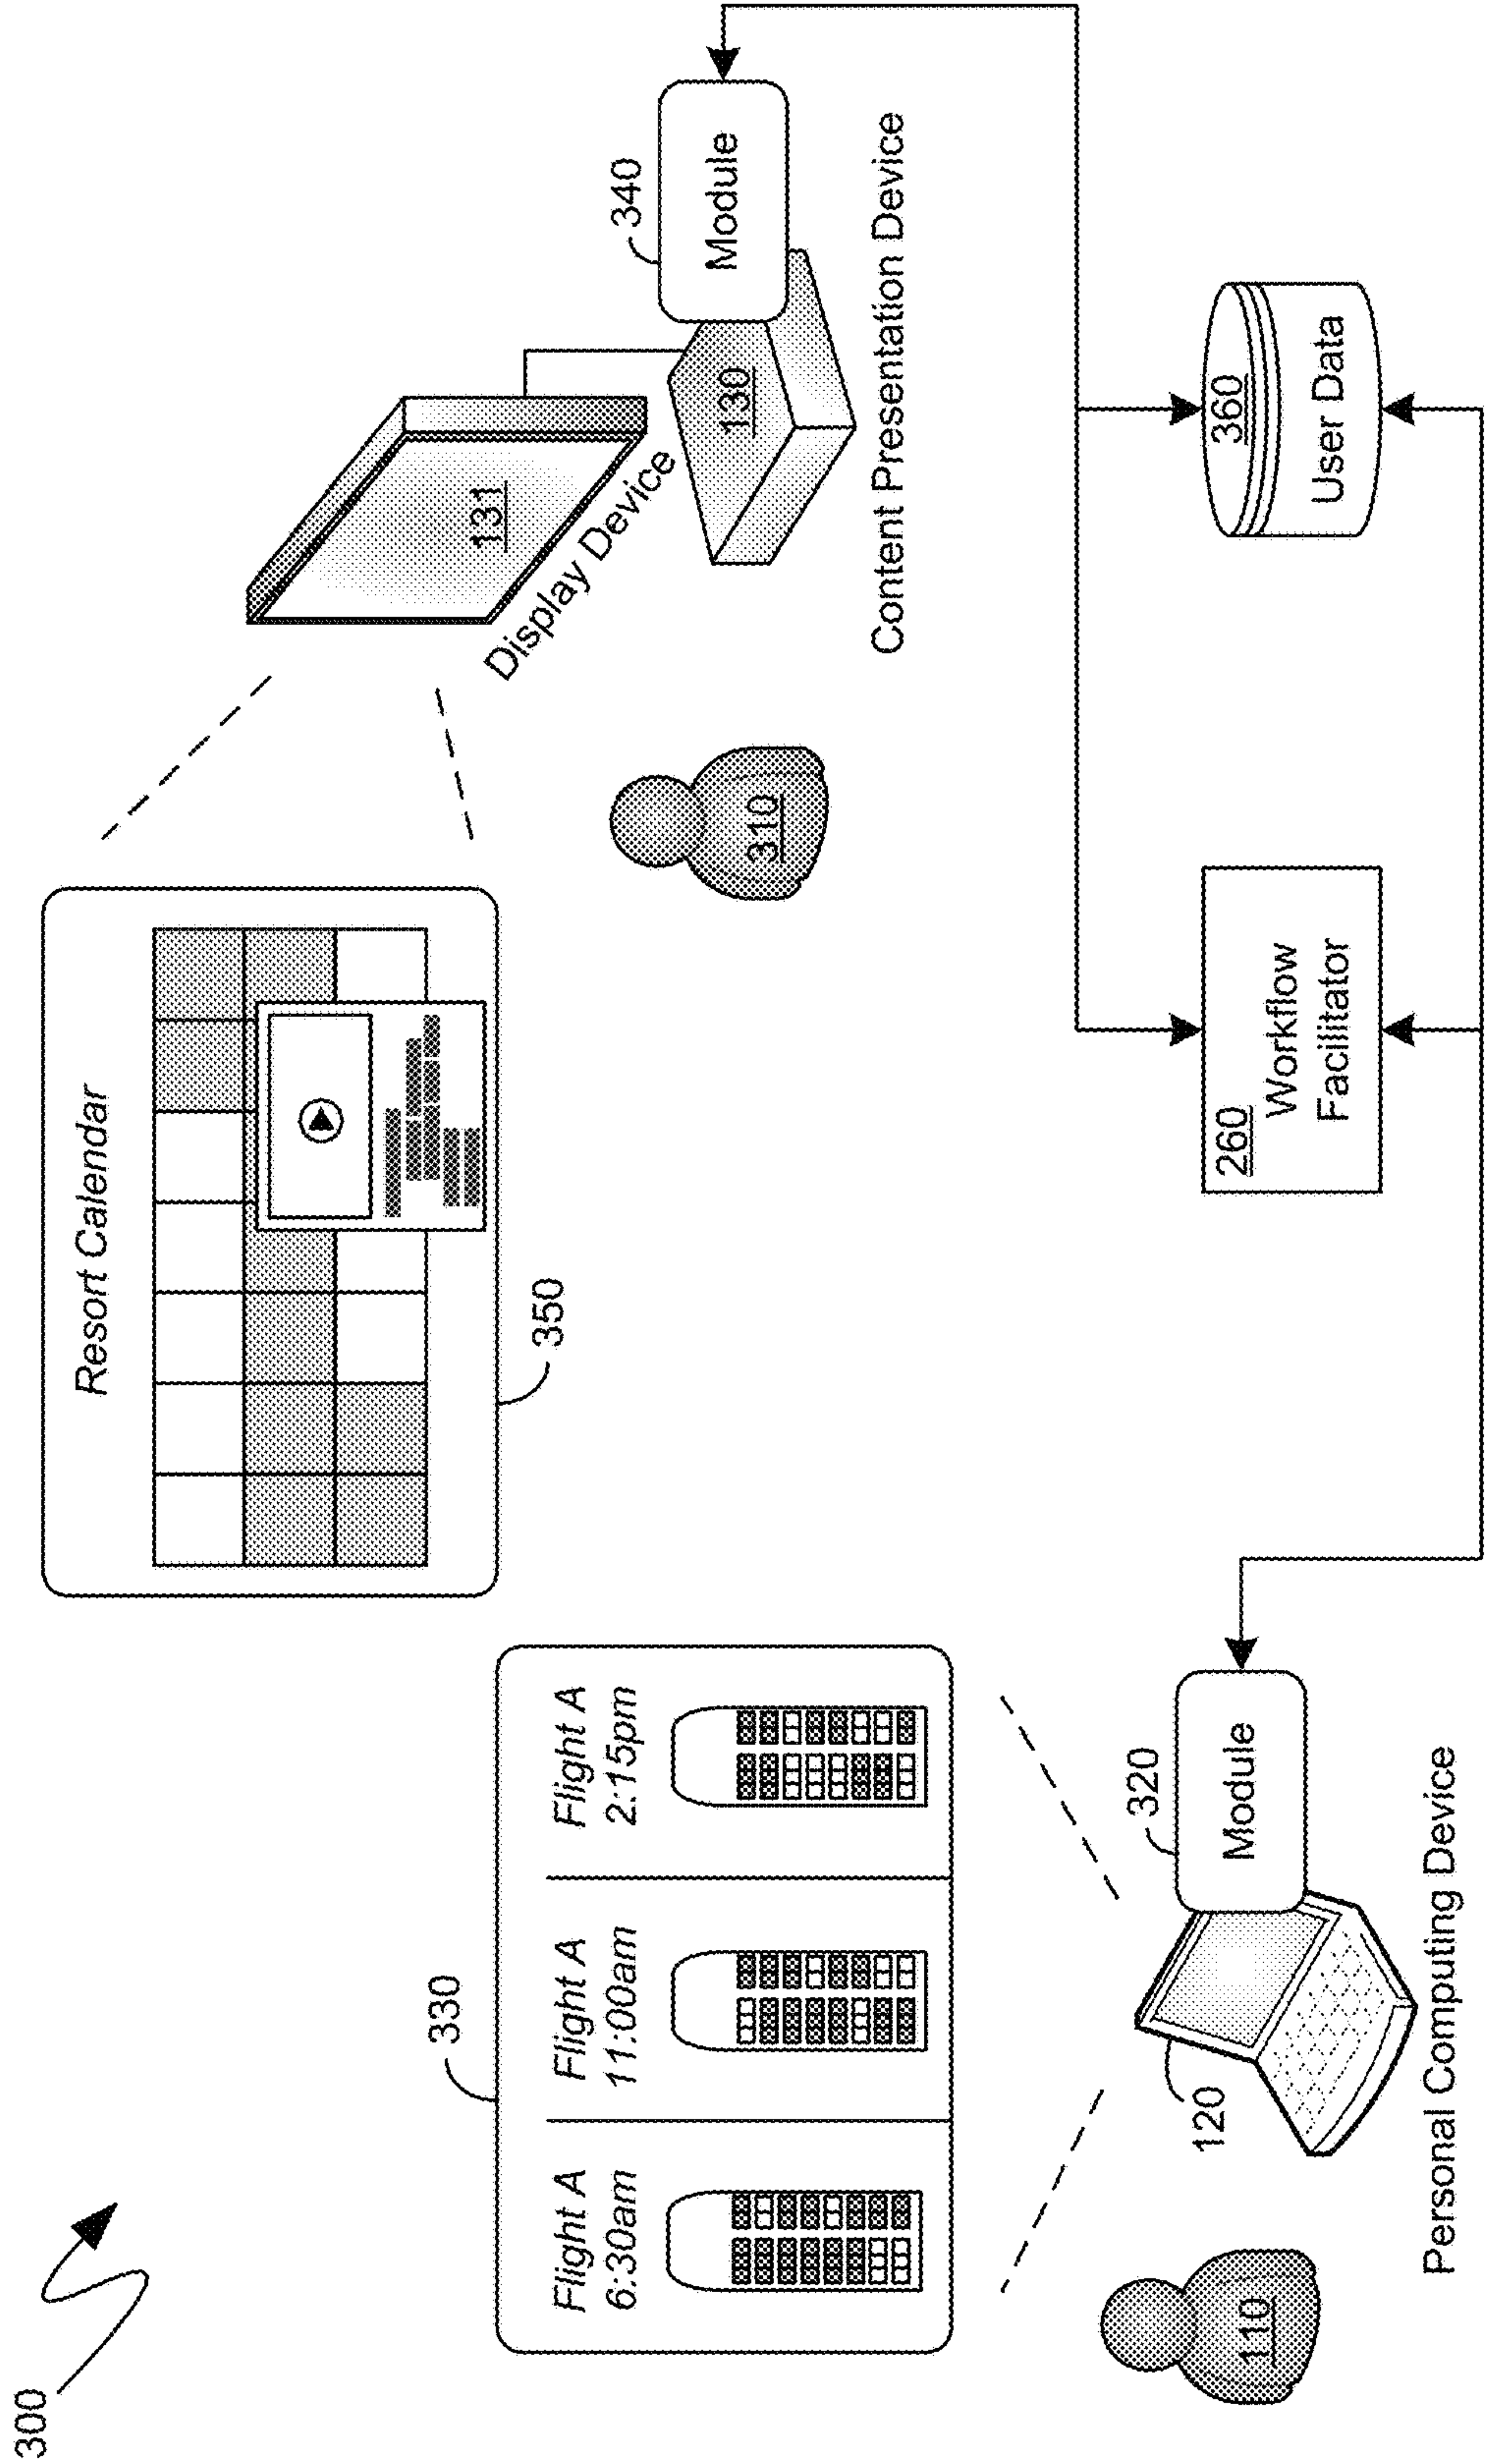 300
Resort Calendar
350
330
Flight A
6:30am
Flight A
11:00am
Flight A
2:15pm
131
Display Device
340
Module
130
Content Presentation Device
310
110
120
320
Module
Personal Computing Device
260
Workflow
Facilitator
360
User Data